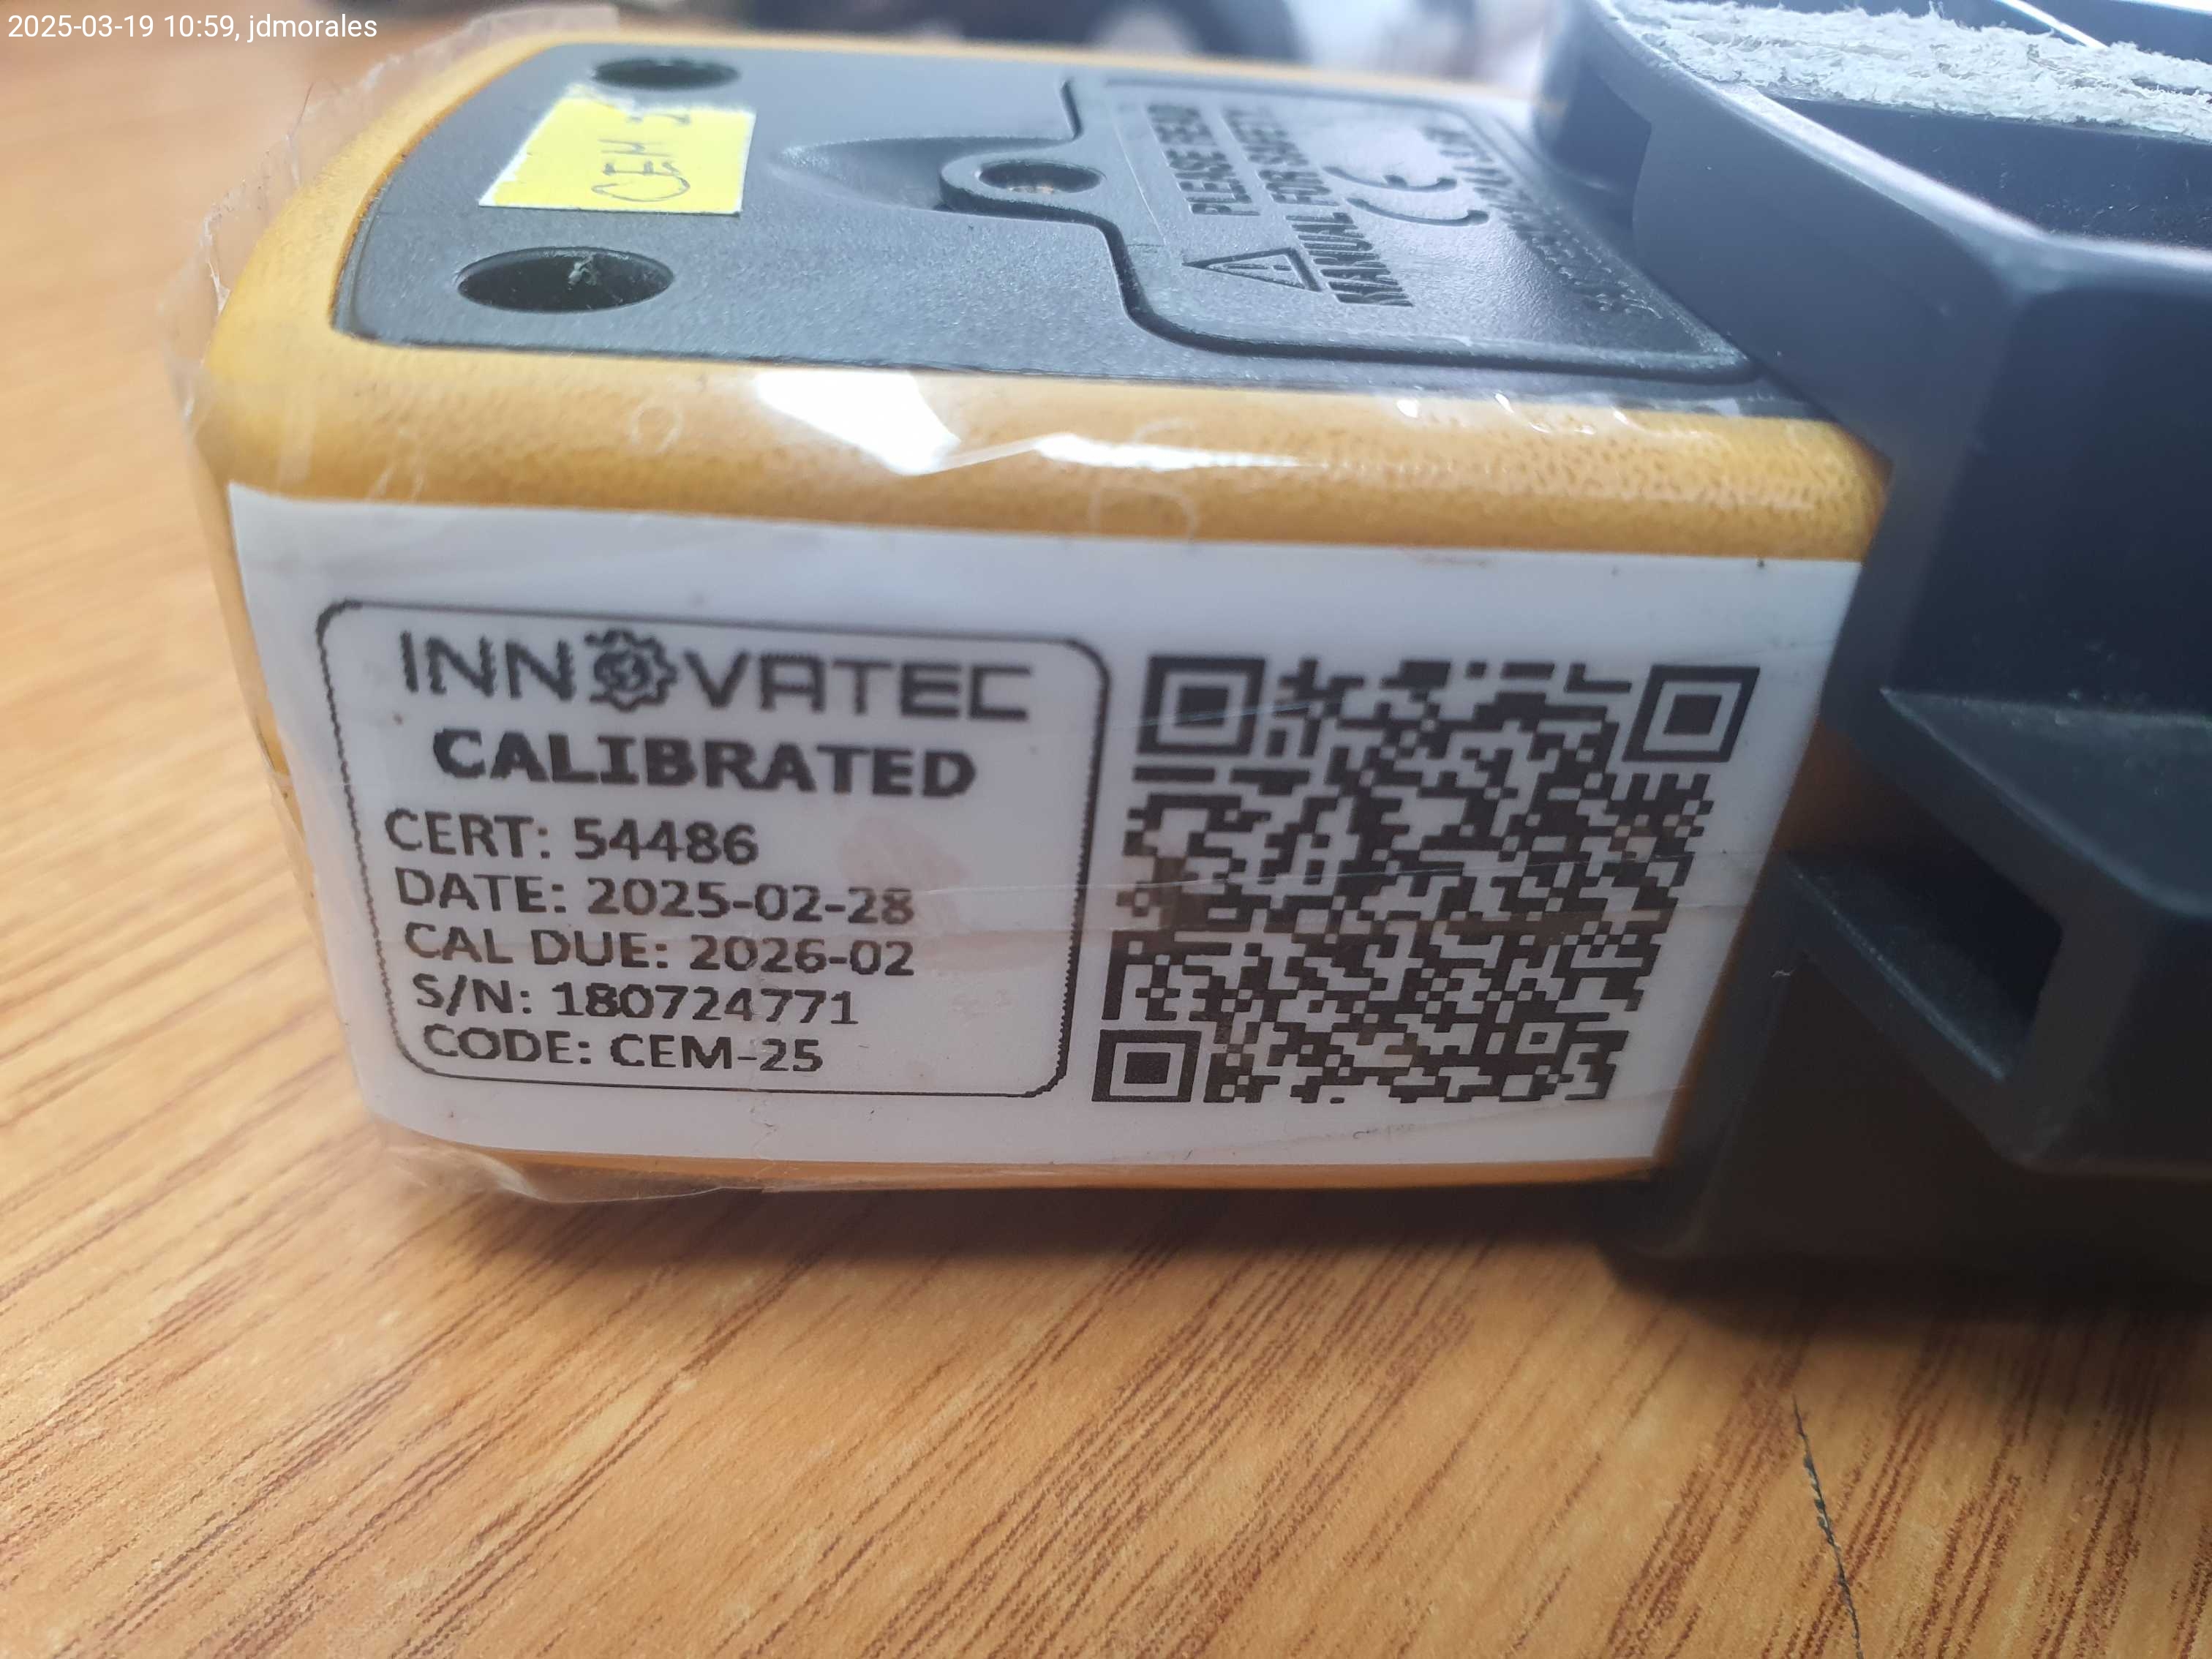 2025-03-19 10:59, jdmorales
CEM
PLEASE READ
MANUAL FOR SAFETY
CE
INNOVATEC
CALIBRATED
CERT: 54486
DATE: 2025-02-28
CAL DUE: 2026-02
S/N: 180724771
CODE: CEM-25